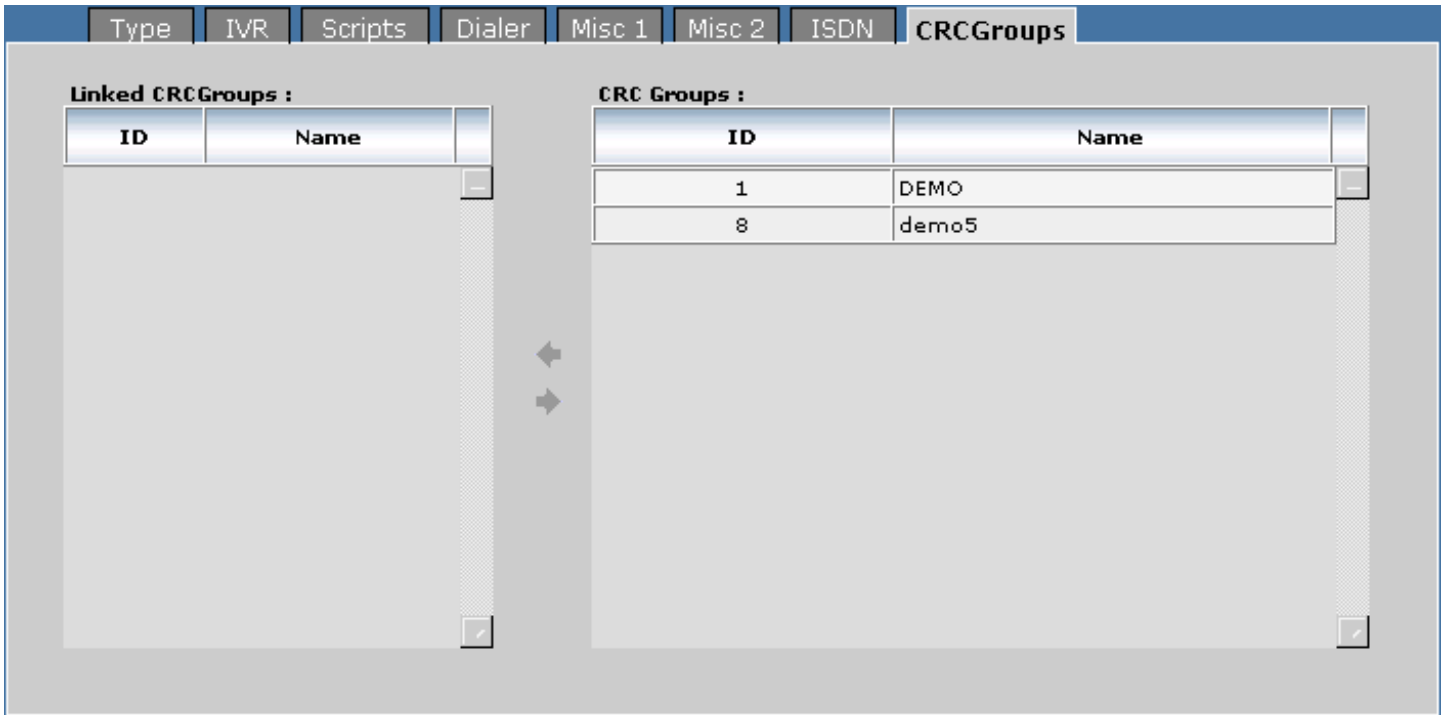 Type IVR Scripts Dialer Misc 1 Misc 2 ISDN CRCGroups
Linked CRCGroups : CRC Groups :
ID Name ID Name
1 DEMO
8 demo5